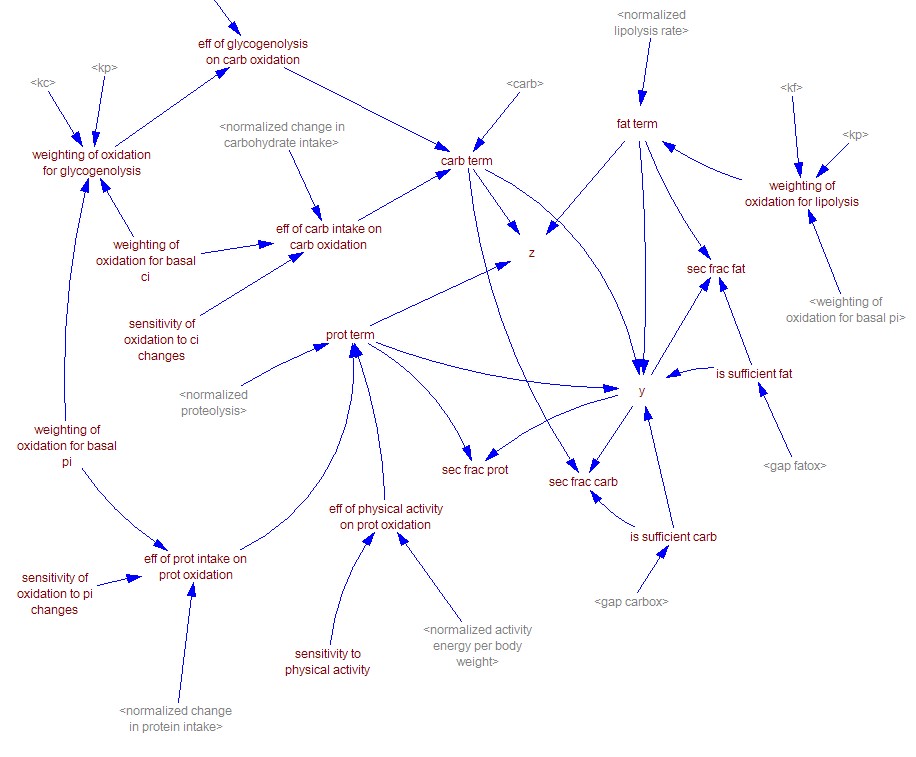 <normalized
lipolysis rate>
eff of glycogenolysis
on carb oxidation
<kc>
<kp>
<carb>
<kf>
<normalized change in
carbohydrate intake>
fat term
<kp>
weighting of oxidation
for glycogenolysis
carb term
weighting of
oxidation for lipolysis
eff of carb intake on
carb oxidation
weighting of
oxidation for basal
ci
z
sec frac fat
<weighting of
oxidation for basal pi>
sensitivity of
oxidation to ci
changes
prot term
is sufficient fat
<normalized
proteolysis>
y
weighting of
oxidation for basal
pi
sec frac prot
sec frac carb
<gap fatox>
eff of physical activity
on prot oxidation
is sufficient carb
eff of prot intake on
prot oxidation
sensitivity of
oxidation to pi
changes
<gap carbox>
<normalized activity
energy per body
weight>
sensitivity to
physical activity
<normalized change
in protein intake>